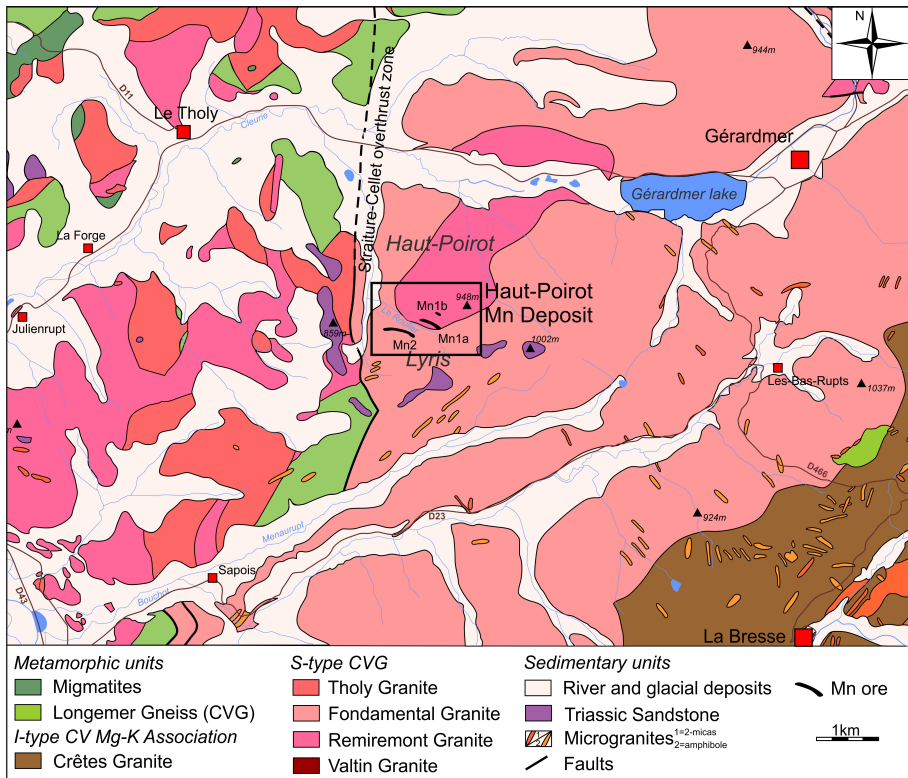 N
944m
D11
Le Tholy
Cleurie
Straiture-Cellet overthrust zone
Gérardmer
Gérardmer lake
La Forge
Haut-Poirot
Julienrupt
859m
Le Rouge
Mn1b
948m
Haut-Poirot
Mn Deposit
Mn2
Mn1a
Lyris
1002m
Les-Bas-Rupts
1037m
m
D466
924m
D23
Menaurupt
Sapois
Bouchot
D43
La Bresse
Metamorphic units
Migmatites
Longemer Gneiss (CVG)
I-type CV Mg-K Association
Crêtes Granite
S-type CVG
Tholy Granite
Fondamental Granite
Remiremont Granite
Valtin Granite
Sedimentary units
River and glacial deposits
Triassic Sandstone
Microgranites 1=2-micas
2=amphibole
Faults
Mn ore
1km